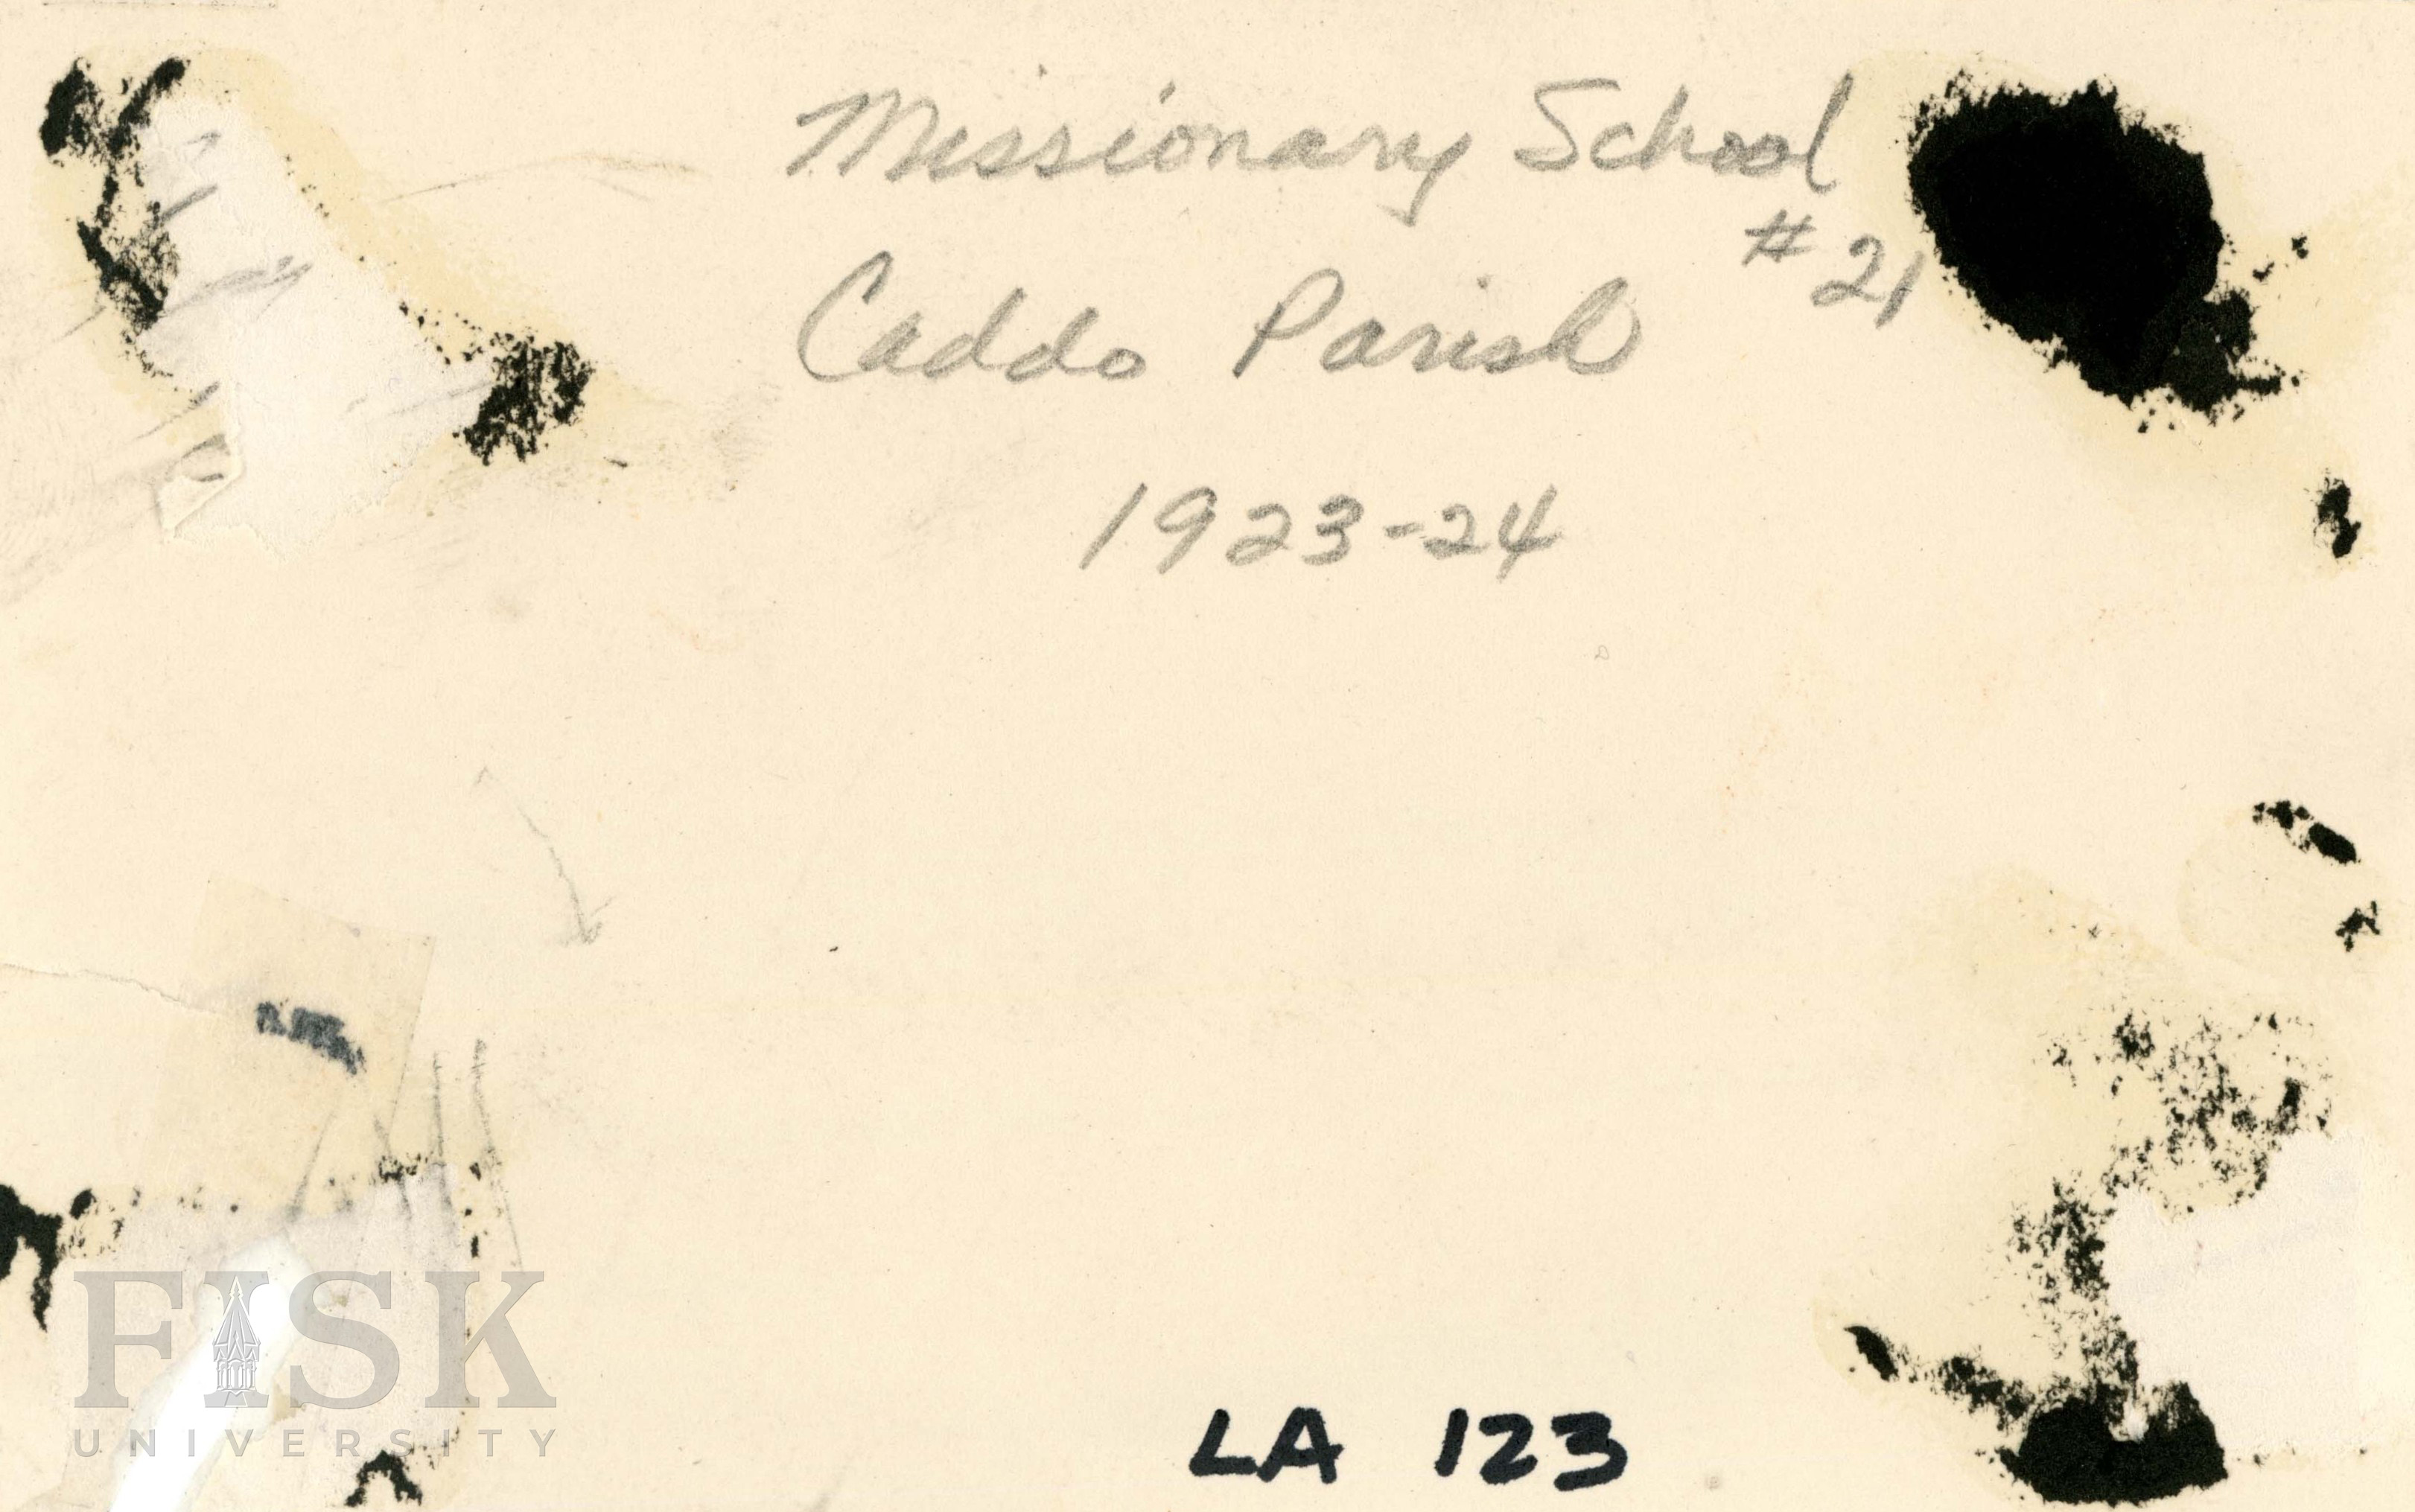 Missionary School
#21
Caddo Parish
1923-24
LA 123
FISK
UNIVERSITY